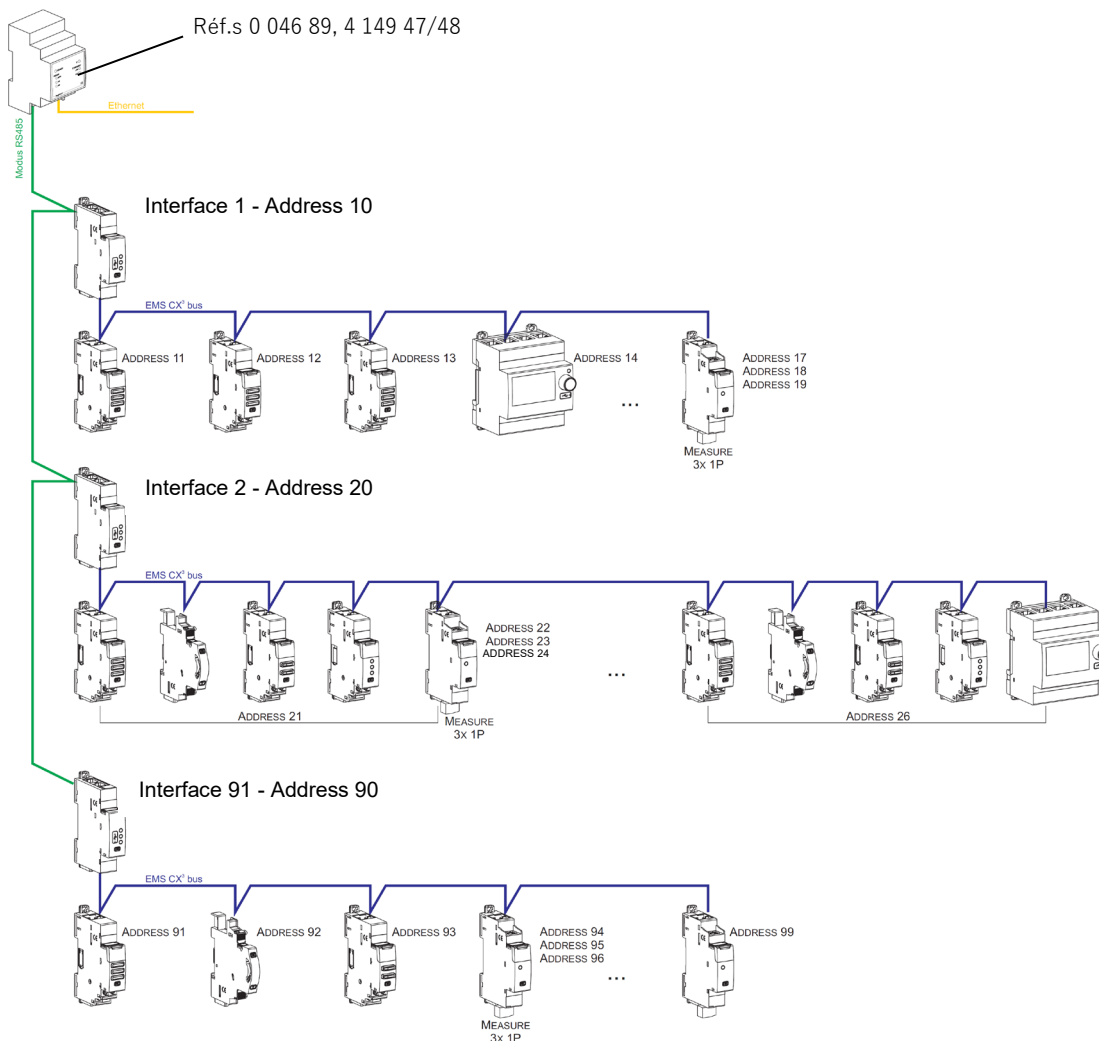 Réf.s 0 046 89, 4 149 47/48
Ethernet
Modus RS485
Interface 1 - Address 10
EMS CX³ bus
ADDRESS 11
ADDRESS 12
ADDRESS 13
ADDRESS 14
...
ADDRESS 17
ADDRESS 18
ADDRESS 19
MEASURE
3x 1P
Interface 2 - Address 20
EMS CX³ bus
ADDRESS 22
ADDRESS 23
ADDRESS 24
...
ADDRESS 21
MEASURE
3x 1P
ADDRESS 26
Interface 91 - Address 90
EMS CX³ bus
ADDRESS 91
ADDRESS 92
ADDRESS 93
ADDRESS 94
ADDRESS 95
ADDRESS 96
...
ADDRESS 99
MEASURE
3x 1P